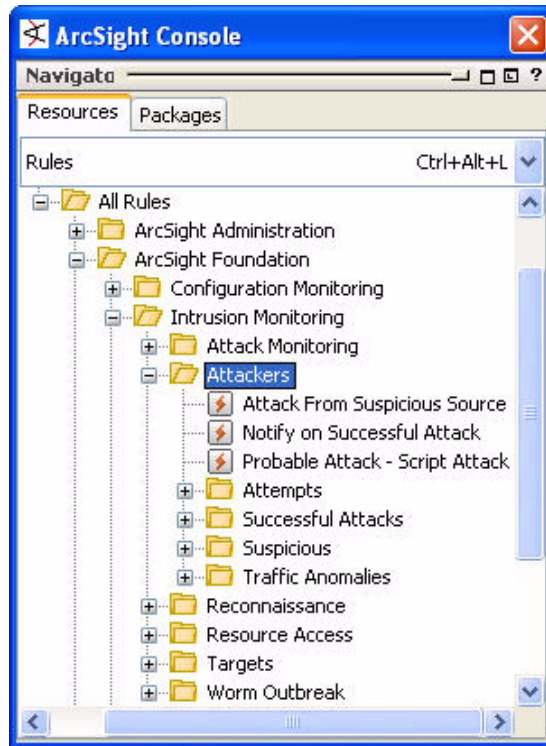 ArcSight Console
Navigato ?
Resources Packages
Rules Ctrl+Alt+L
All Rules
ArcSight Administration
ArcSight Foundation
Configuration Monitoring
Intrusion Monitoring
Attack Monitoring
Attackers
Attack From Suspicious Source
Notify on Successful Attack
Probable Attack - Script Attack
Attempts
Successful Attacks
Suspicious
Traffic Anomalies
Reconnaissance
Resource Access
Targets
Worm Outbreak